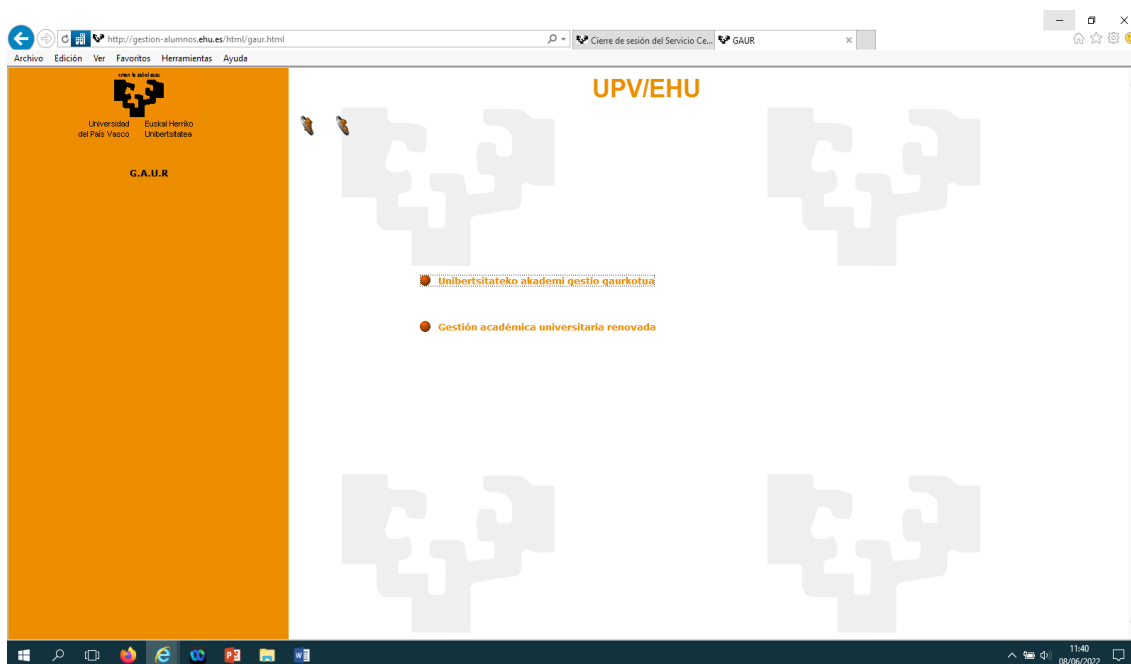 http://gestion-alumnos.ehu.es/html/gaur.html
Cierre de sesión del Servicio Ce...
GAUR
Archivo Edición Ver Favoritos Herramientas Ayuda
Universidad del País Vasco
Euskal Herriko Unibertsitatea
G.A.U.R
UPV/EHU
Unibertsitateko akademi gestio gaurkotua
Gestión académica universitaria renovada
11:40
08/06/2022